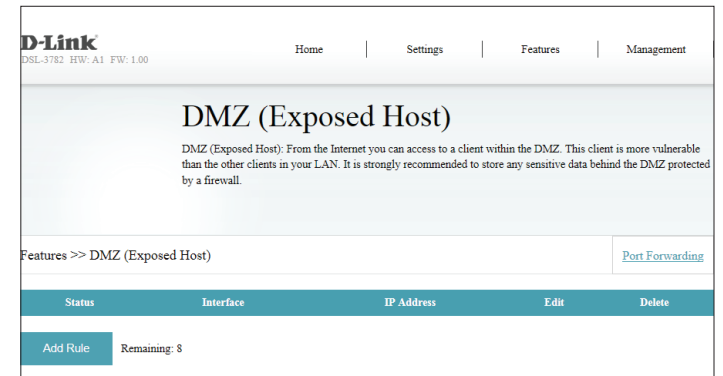 D-Link
DSL-3782 HW: A1 FW: 1.00
Home Settings Features Management
DMZ (Exposed Host)
DMZ (Exposed Host): From the Internet you can access to a client within the DMZ. This client is more vulnerable
than the other clients in your LAN. It is strongly recommended to store any sensitive data behind the DMZ protected
by a firewall.
Features >> DMZ (Exposed Host) Port Forwarding
Status Interface IP Address Edit Delete
Add Rule Remaining: 8